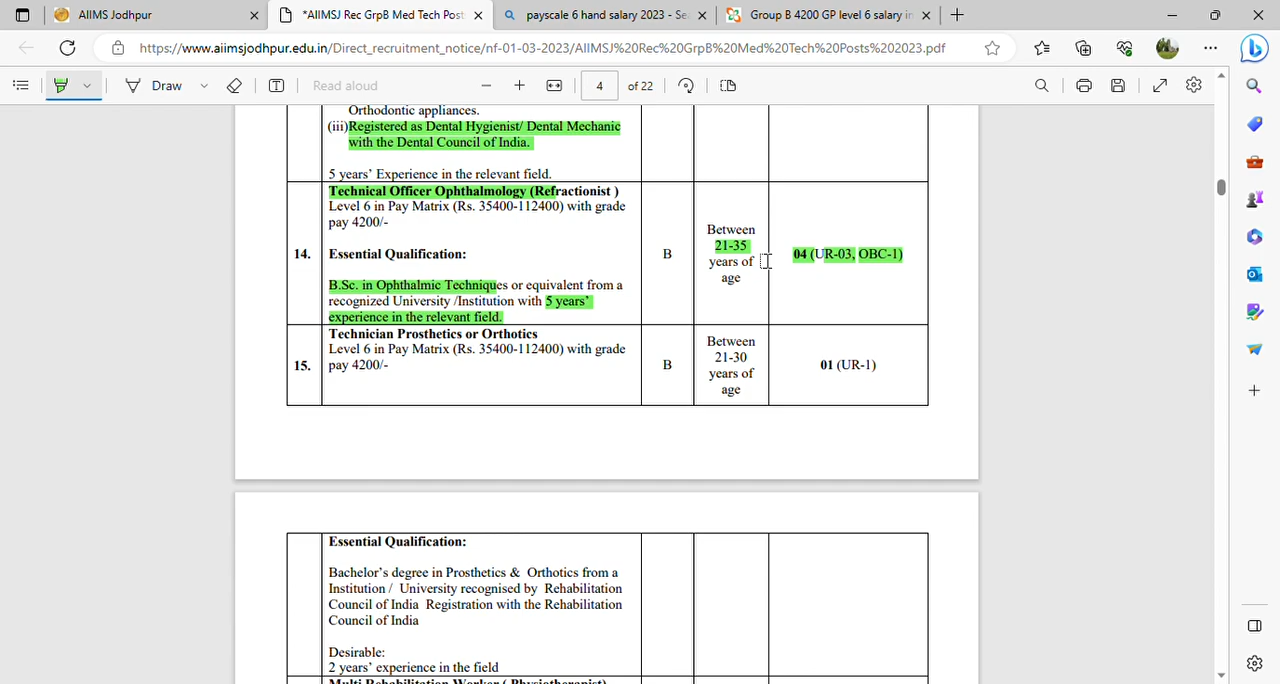 AIIMS Jodhpur
*AIIMSJ Rec GrpB Med Tech Post
payscale 6 hand salary 2023 - Se
Group B 4200 GP level 6 salary in
https://www.aiimsjodhpur.edu.in/Direct_recruitment_notice/nf-01-03-2023/AIIMSJ%20Rec%20GrpB%20Med%20Tech%20Posts%202023.pdf
Draw
Read aloud
4
of 22
Orthodontic appliances.
(iii)Registered as Dental Hygienist/ Dental Mechanic
with the Dental Council of India.
5 years' Experience in the relevant field.
14.
Technical Officer Ophthalmology (Refractionist )
Level 6 in Pay Matrix (Rs. 35400-112400) with grade
pay 4200/-
Essential Qualification:
B.Sc. in Ophthalmic Techniques or equivalent from a
recognized University /Institution with 5 years'
experience in the relevant field.
B
Between
21-35
years of
age
04 (UR-03, OBC-1)
15.
Technician Prosthetics or Orthotics
Level 6 in Pay Matrix (Rs. 35400-112400) with grade
pay 4200/-
B
Between
21-30
years of
age
01 (UR-1)
Essential Qualification:
Bachelor's degree in Prosthetics & Orthotics from a
Institution / University recognised by Rehabilitation
Council of India Registration with the Rehabilitation
Council of India
Desirable:
2 years' experience in the field
Multi Rehabilitation Worker ( Physiotherapist)